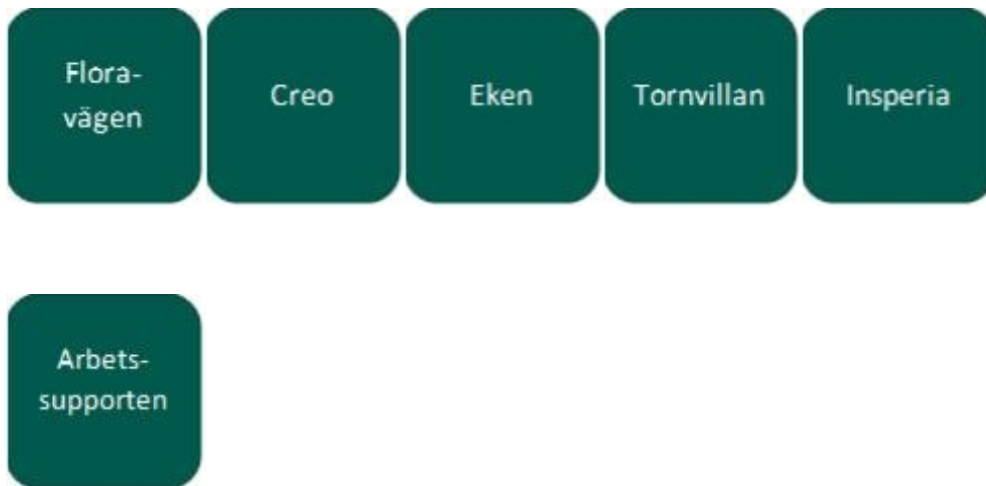 Flora-
vägen
Creo
Eken
Tornvillan
Insperia
Arbets-
supporten